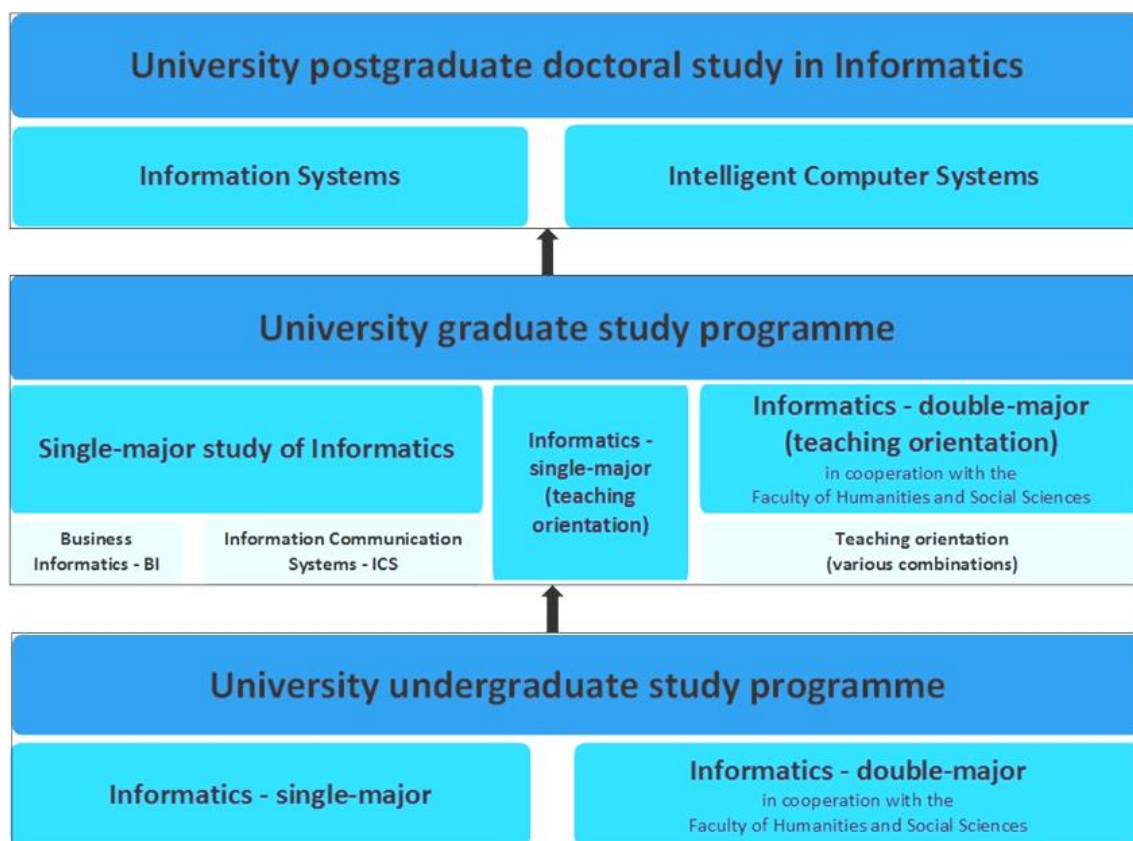 University postgraduate doctoral study in Informatics
Information Systems
Intelligent Computer Systems
University graduate study programme
Single-major study of Informatics
Business
Informatics - BI
Information Communication
Systems - ICS
Informatics -
single-major
(teaching
orientation)
Informatics - double-major
(teaching orientation)
in cooperation with the
Faculty of Humanities and Social Sciences
Teaching orientation
(various combinations)
University undergraduate study programme
Informatics - single-major
Informatics - double-major
in cooperation with the
Faculty of Humanities and Social Sciences